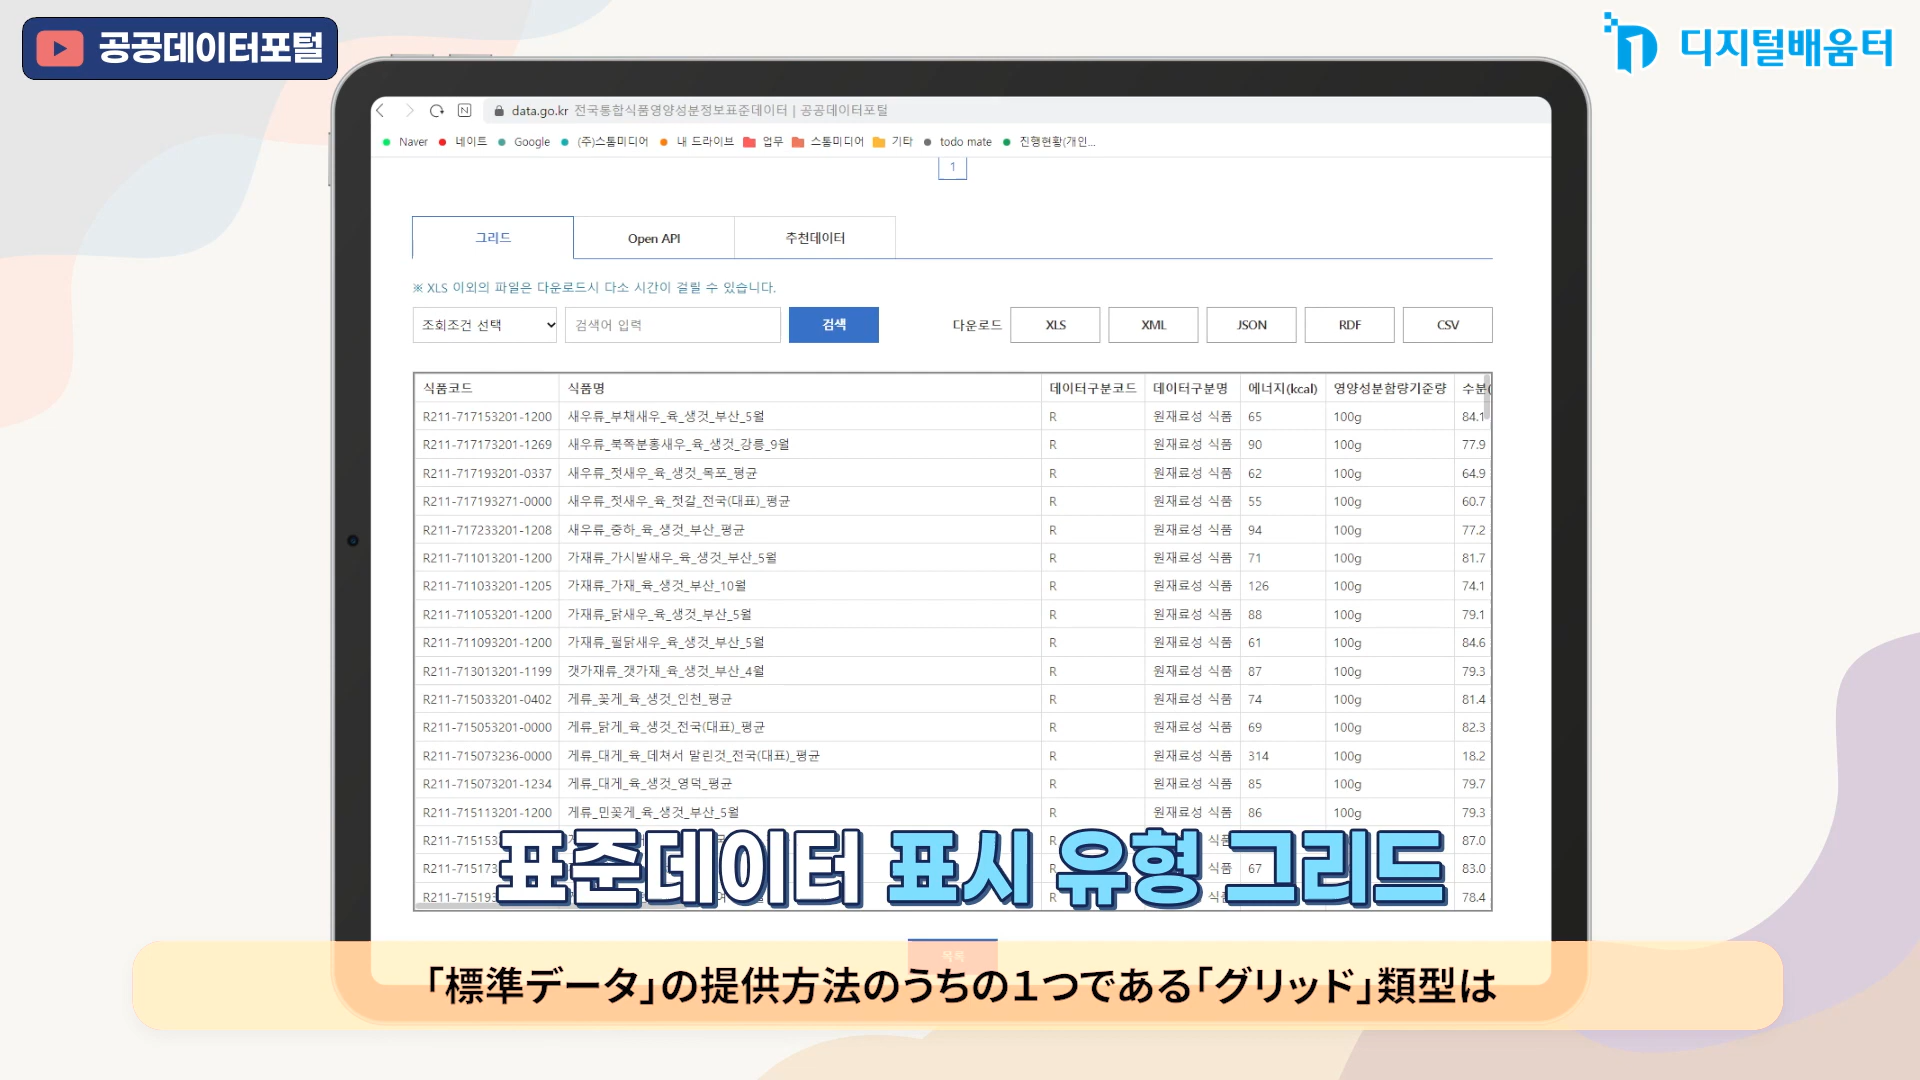 공공데이터포털
디지털배움터
data.go.kr 전국통합식품영양성분정보표준데이터 | 공공데이터포털
Naver 네이트 Google (주)스톰미디어 내 드라이브 업무 스톰미디어 기타 todo mate 진행현황(개인...
1
그리드 Open API 추천데이터
※ XLS 이외의 파일은 다운로드시 다소 시간이 걸릴 수 있습니다.
조회조건 선택 검색어 입력 검색 다운로드 XLS XML JSON RDF CSV
식품코드 식품명 데이터구분코드 데이터구분명 에너지(kcal) 영양성분함량기준량 수분(
R211-717153201-1200 새우류_부채새우_육_생것_부산_5월 R 원재료성 식품 65 100g 84.1
R211-717173201-1269 새우류_북쪽분홍새우_육_생것_강릉_9월 R 원재료성 식품 90 100g 77.9
R211-717193201-0337 새우류_젓새우_육_생것_목포_평균 R 원재료성 식품 62 100g 64.9
R211-717193271-0000 새우류_젓새우_육_젓갈_전국(대표)_평균 R 원재료성 식품 55 100g 60.7
R211-717233201-1208 새우류_중하_육_생것_부산_평균 R 원재료성 식품 94 100g 77.2
R211-711013201-1200 가재류_가시발새우_육_생것_부산_5월 R 원재료성 식품 71 100g 81.7
R211-711033201-1205 가재류_가재_육_생것_부산_10월 R 원재료성 식품 126 100g 74.1
R211-711053201-1200 가재류_닭새우_육_생것_부산_5월 R 원재료성 식품 88 100g 79.1
R211-711093201-1200 가재류_펄닭새우_육_생것_부산_5월 R 원재료성 식품 61 100g 84.6
R211-713013201-1199 갯가재류_갯가재_육_생것_부산_4월 R 원재료성 식품 87 100g 79.3
R211-715033201-0402 게류_꽃게_육_생것_인천_평균 R 원재료성 식품 74 100g 81.4
R211-715053201-0000 게류_닭게_육_생것_전국(대표)_평균 R 원재료성 식품 69 100g 82.3
R211-715073236-0000 게류_대게_육_데쳐서 말린것_전국(대표)_평균 R 원재료성 식품 314 100g 18.2
R211-715073201-1234 게류_대게_육_생것_영덕_평균 R 원재료성 식품 85 100g 79.7
R211-715113201-1200 게류_민꽃게_육_생것_부산_5월 R 원재료성 식품 86 100g 79.3
R211-71515 R 식품 87.0
R211-71517 R 식품 67 83.0
R211-71519 R 식품 78.4
표준데이터 표시 유형 그리드
목록
「標準データ」の提供方法のうちの１つである「グリッド」類型は